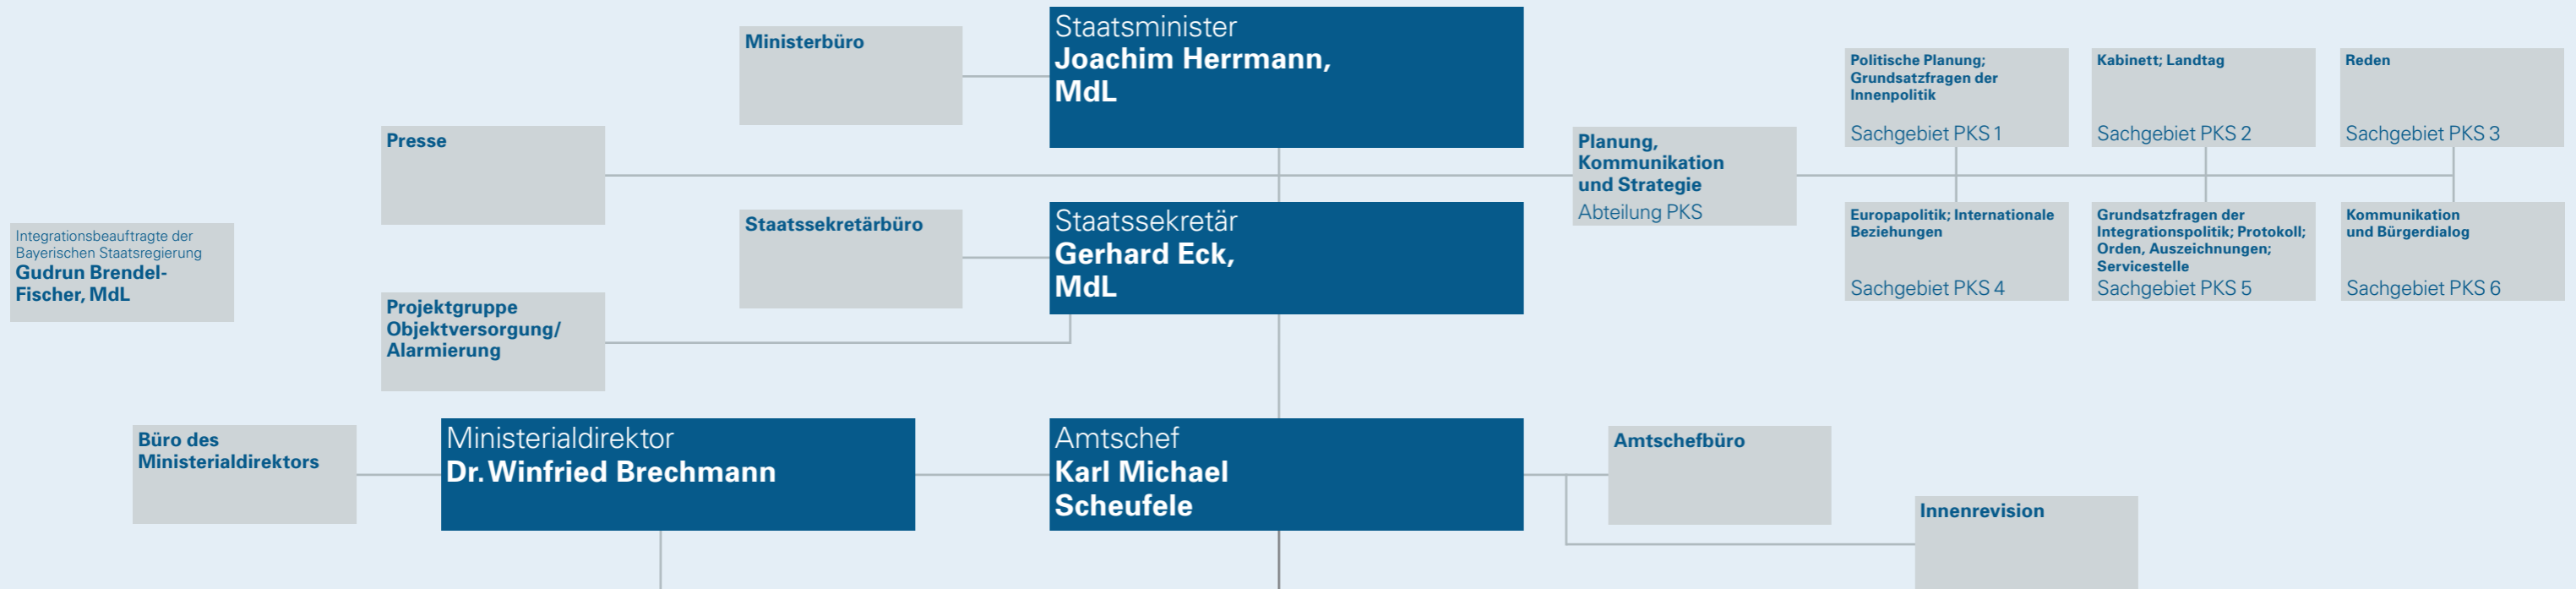 Staatsminister
Joachim Herrmann,
MdL
Ministerbüro
Politische Planung;
Grundsatzfragen der
Innenpolitik
Sachgebiet PKS 1
Kabinett; Landtag
Sachgebiet PKS 2
Reden
Sachgebiet PKS 3
Presse
Planung,
Kommunikation
und Strategie
Abteilung PKS
Integrationsbeauftragte der
Bayerischen Staatsregierung
Gudrun Brendel-
Fischer, MdL
Staatssekretärbüro
Staatssekretär
Gerhard Eck,
MdL
Europapolitik; Internationale
Beziehungen
Sachgebiet PKS 4
Grundsatzfragen der
Integrationspolitik; Protokoll;
Orden, Auszeichnungen;
Servicestelle
Sachgebiet PKS 5
Kommunikation
und Bürgerdialog
Sachgebiet PKS 6
Projektgruppe
Objektversorgung/
Alarmierung
Büro des
Ministerialdirektors
Ministerialdirektor
Dr. Winfried Brechmann
Amtschef
Karl Michael
Scheufele
Amtschefbüro
Innenrevision